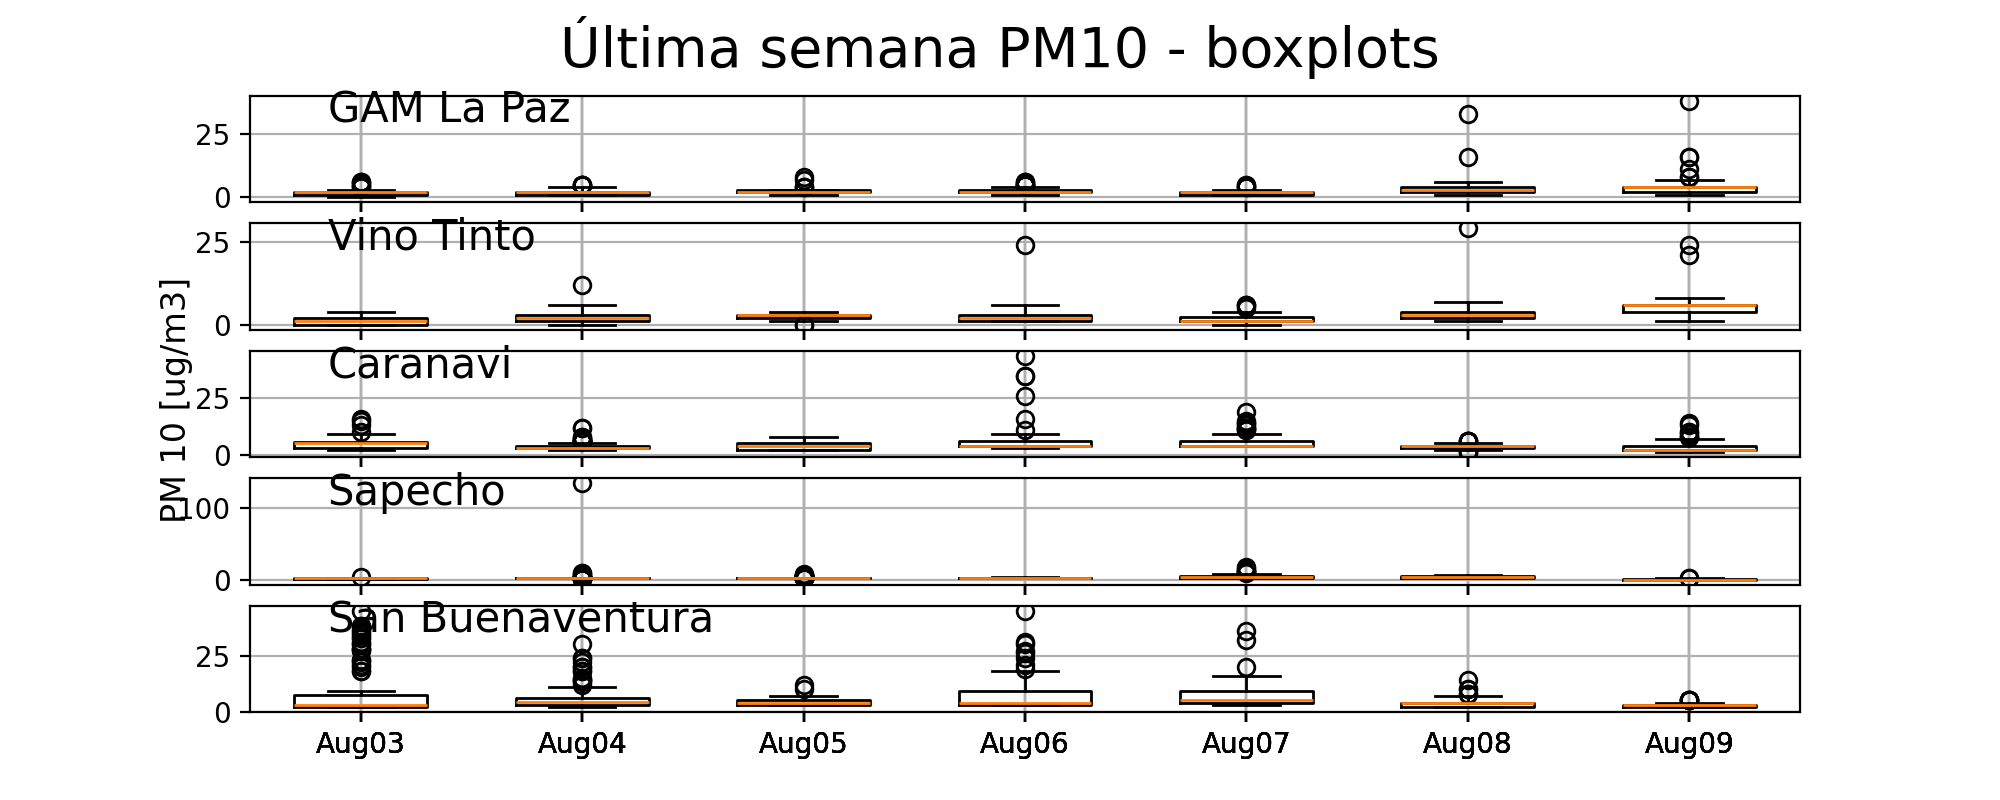 Última semana PM10 - boxplots
GAM La Paz
25
0
Vino Tinto
25
0
PM 10 [ug/m3]
Caranavi
25
0
Sapecho
100
0
San Buenaventura
25
0
Aug03 Aug04 Aug05 Aug06 Aug07 Aug08 Aug09